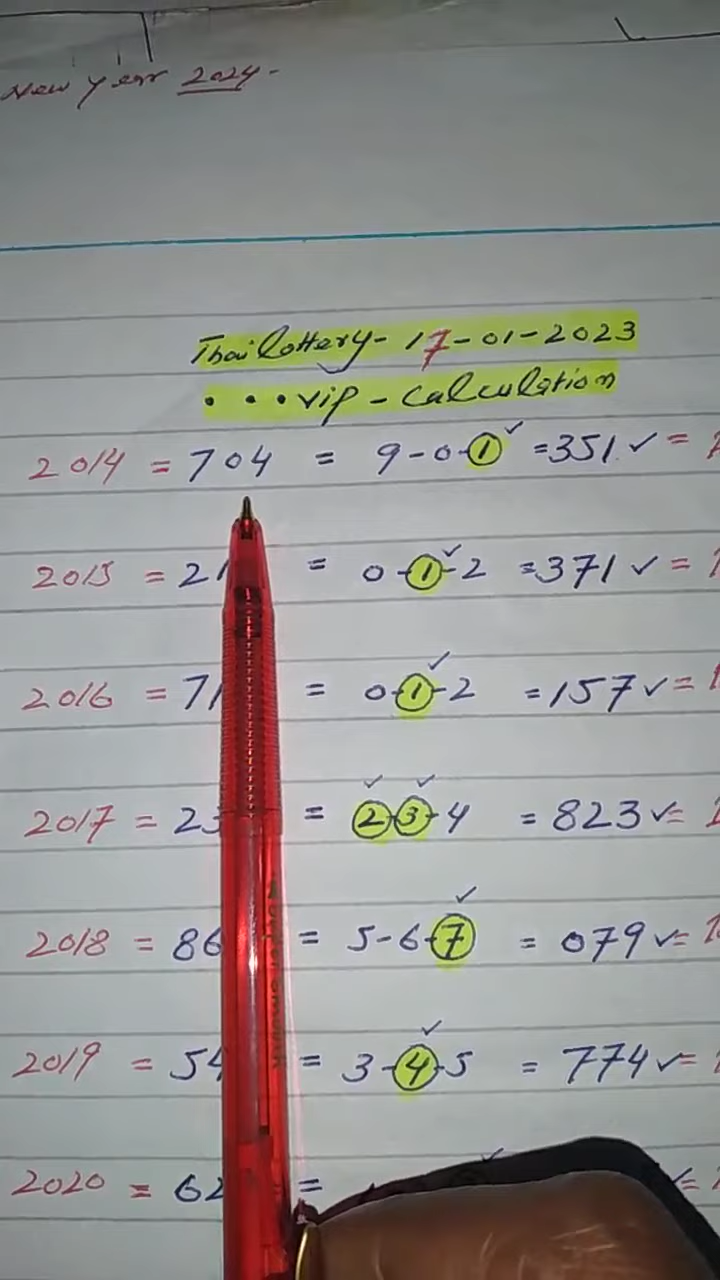 New Year 2024-
Thai Lottery- 17-01-2023
• • • vip - Calculation
2014 = 704 = 9-0-1 ✓ =351 ✓ =
2015 = 21 = 0-1-2 ✓ =371 ✓ =
2016 = 71 = 0-1-2 ✓ =157 ✓ =
2017 = 23 = 2-3-4 ✓ ✓ = 823 ✓ =
2018 = 86 = 5-6-7 ✓ = 079 ✓ =
2019 = 54 = 3-4-5 ✓ = 774 ✓ =
2020 = 62 = ✓ =